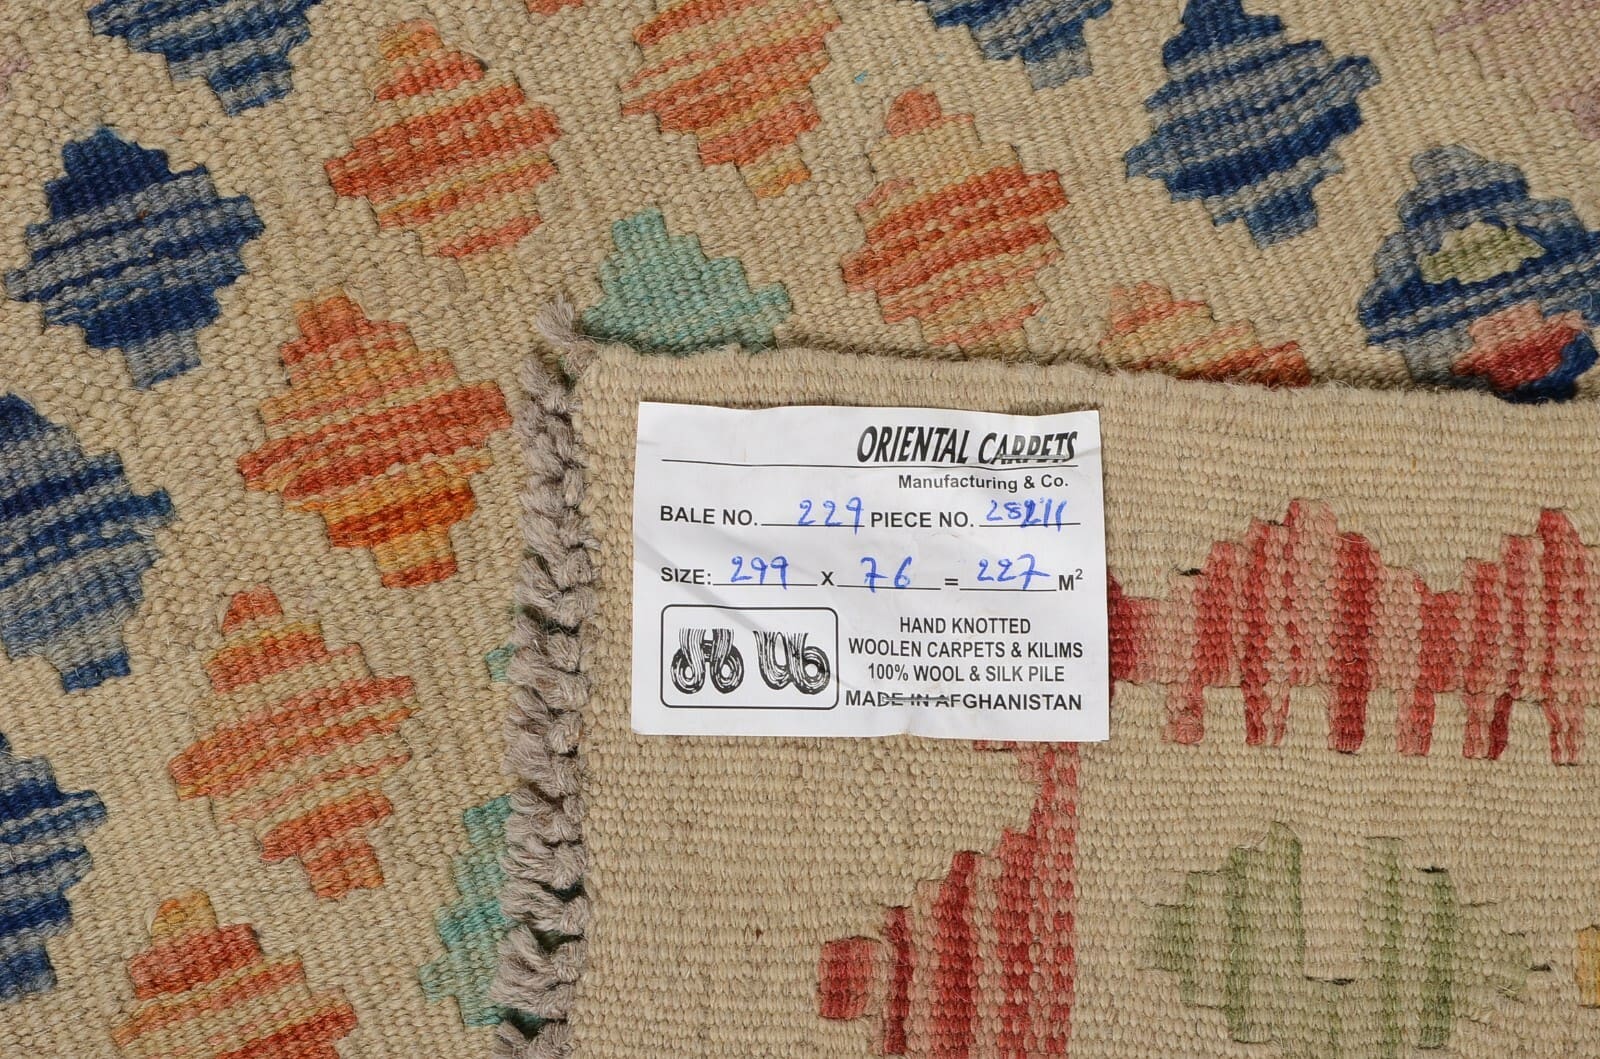 ORIENTAL CARPETS
Manufacturing & Co.
BALE NO. 229 PIECE NO. 28211
SIZE: 299 X 76 = 227 M²
HAND KNOTTED
WOOLEN CARPETS & KILIMS
100% WOOL & SILK PILE
MADE IN AFGHANISTAN